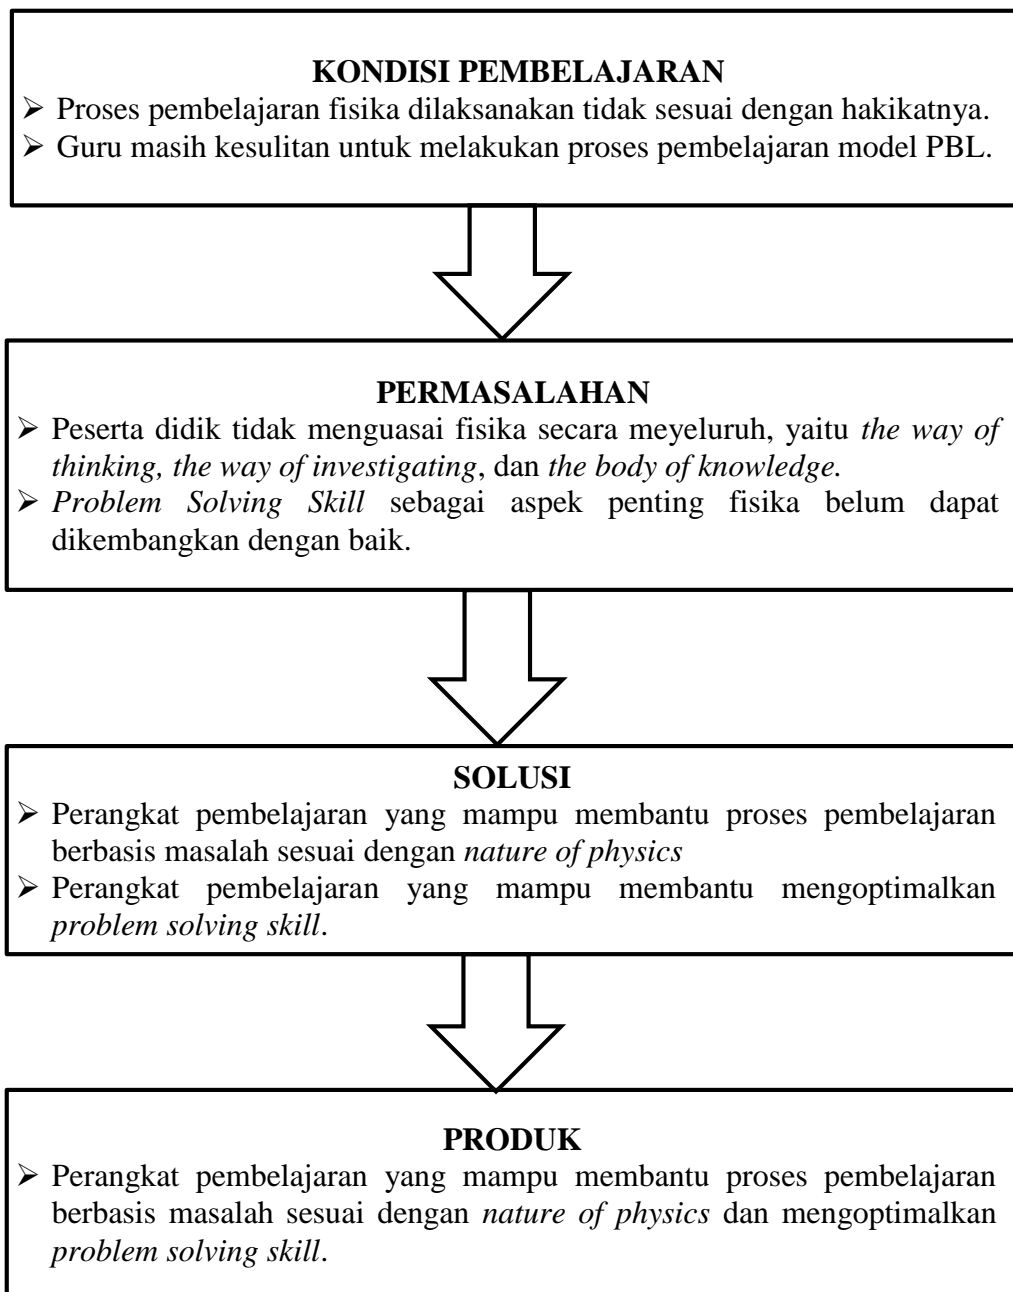 KONDISI PEMBELAJARAN
➢ Proses pembelajaran fisika dilaksanakan tidak sesuai dengan hakikatnya.
➢ Guru masih kesulitan untuk melakukan proses pembelajaran model PBL.
PERMASALAHAN
➢ Peserta didik tidak menguasai fisika secara meyeluruh, yaitu the way of
thinking, the way of investigating, dan the body of knowledge.
➢ Problem Solving Skill sebagai aspek penting fisika belum dapat
dikembangkan dengan baik.
SOLUSI
➢ Perangkat pembelajaran yang mampu membantu proses pembelajaran
berbasis masalah sesuai dengan nature of physics
➢ Perangkat pembelajaran yang mampu membantu mengoptimalkan
problem solving skill.
PRODUK
➢ Perangkat pembelajaran yang mampu membantu proses pembelajaran
berbasis masalah sesuai dengan nature of physics dan mengoptimalkan
problem solving skill.